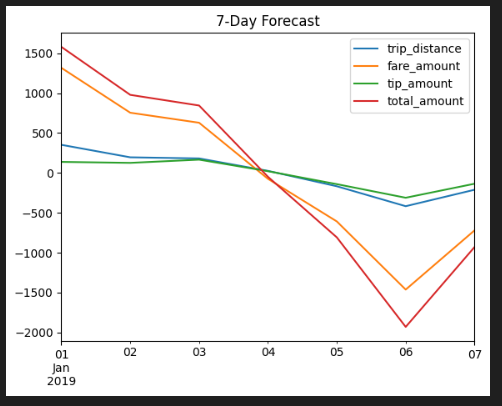 7-Day Forecast
trip_distance
fare_amount
tip_amount
total_amount
1500
1000
500
0
−500
−1000
−1500
−2000
01 02 03 04 05 06 07
Jan
2019